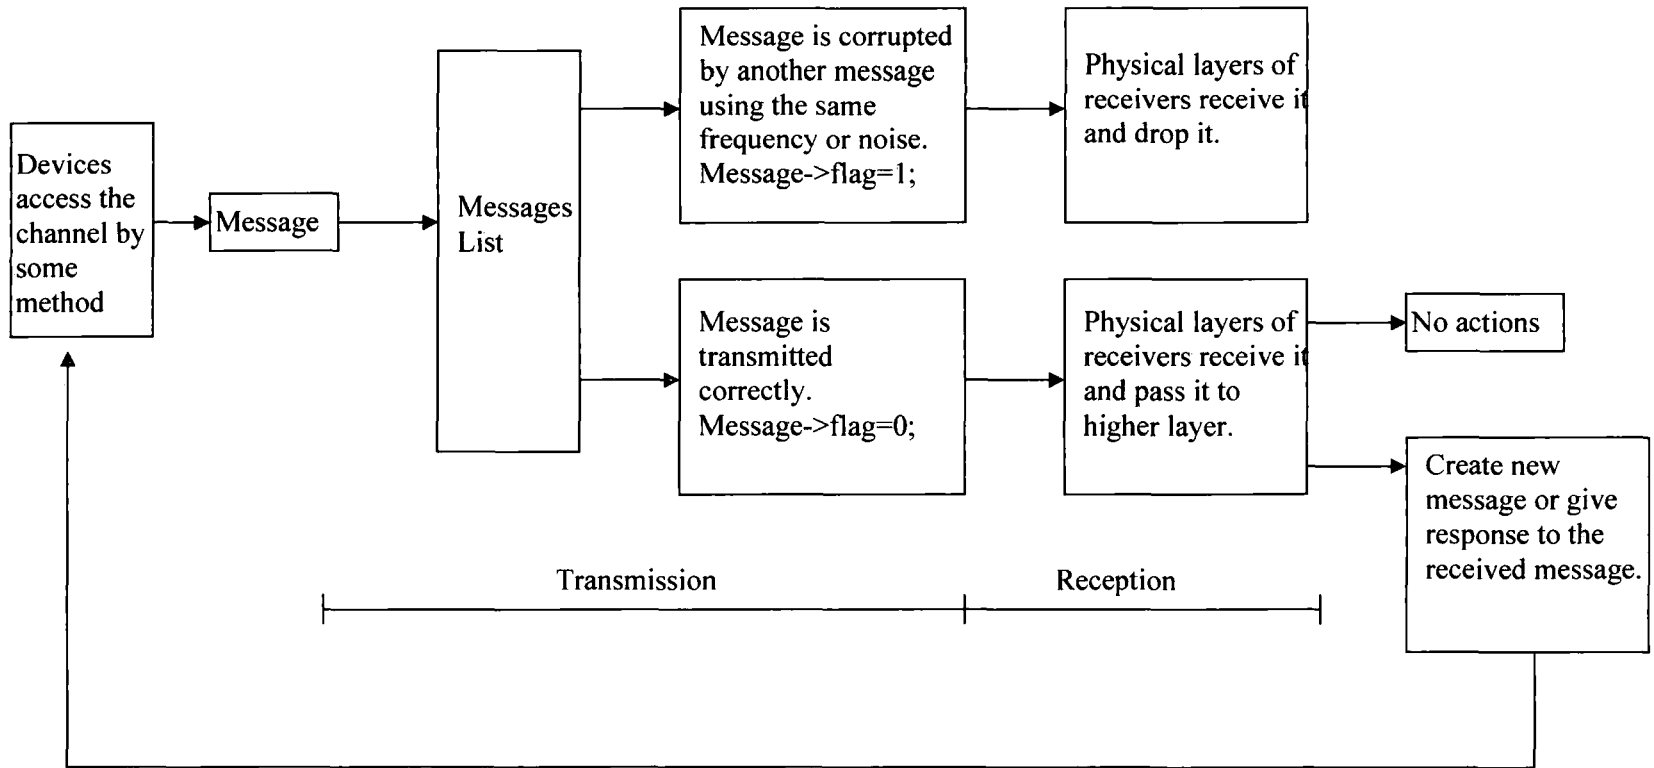 Devices
access the
channel by
some
method
Message
Messages
List
Message is corrupted
by another message
using the same
frequency or noise.
Message->flag=1;
Physical layers of
receivers receive it
and drop it.
Message is
transmitted
correctly.
Message->flag=0;
Physical layers of
receivers receive it
and pass it to
higher layer.
No actions
Create new
message or give
response to the
received message.
Transmission
Reception